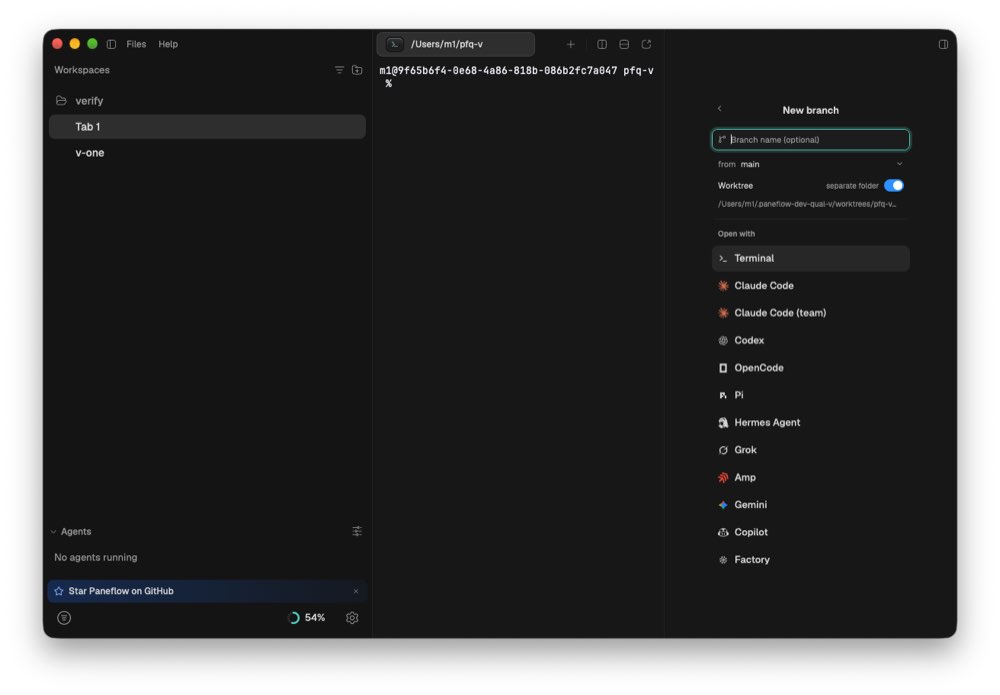 Files Help
/Users/m1/pfq-v
Workspaces
verify
Tab 1
v-one
m1@9f65b6f4-0e68-4a86-818b-086b2fc7a047 pfq-v
%
New branch
Branch name (optional)
from main
Worktree separate folder
/Users/m1/.paneflow-dev-qual-v/worktrees/pfq-v…
Open with
Terminal
Claude Code
Claude Code (team)
Codex
OpenCode
Pi
Hermes Agent
Grok
Amp
Gemini
Copilot
Factory
Agents
No agents running
Star Paneflow on GitHub
54%